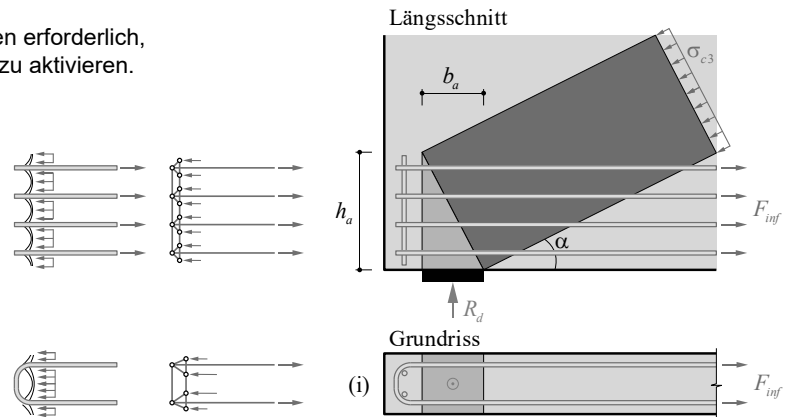 en erforderlich,
zu aktivieren.
Längsschnitt
b_a
σ_c3
h_a
α
F_inf
R_d
Grundriss
(i)
F_inf